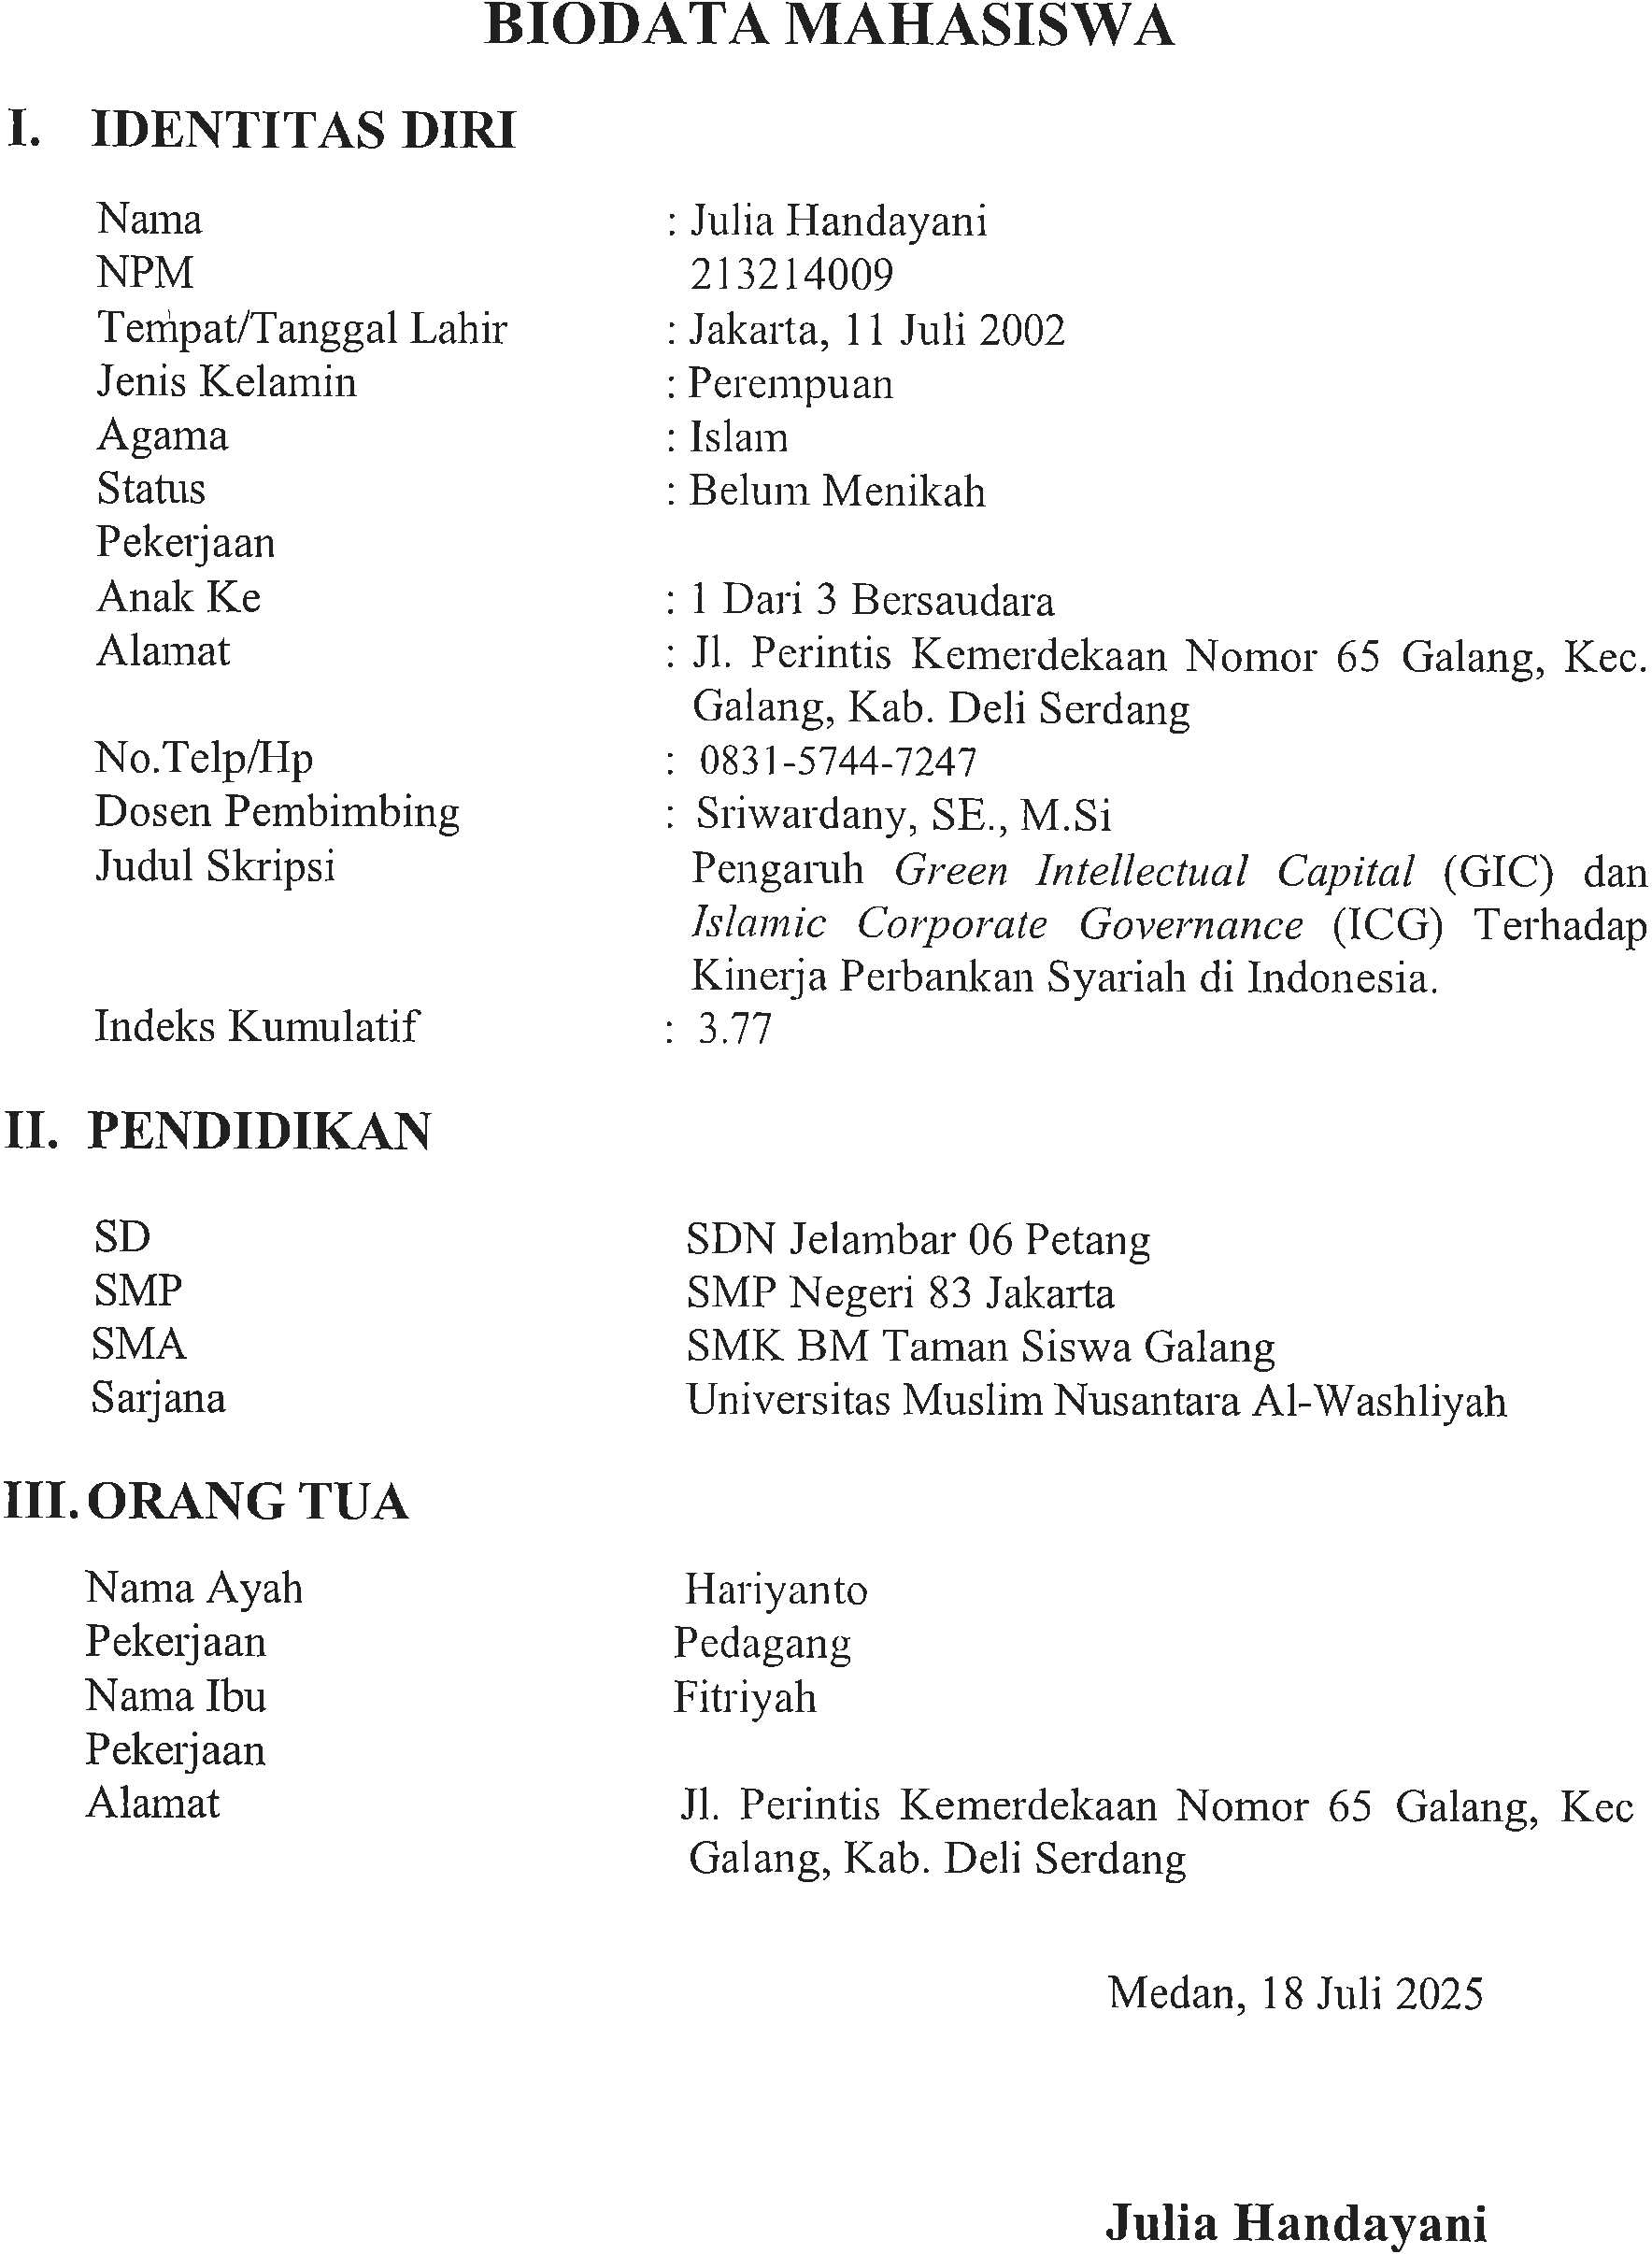 BIODATA MAHASISWA
I. IDENTITAS DIRI
Nama : Julia Handayani
NPM 213214009
Tempat/Tanggal Lahir : Jakarta, 11 Juli 2002
Jenis Kelamin : Perempuan
Agama : Islam
Status : Belum Menikah
Pekerjaan
Anak Ke : 1 Dari 3 Bersaudara
Alamat : Jl. Perintis Kemerdekaan Nomor 65 Galang, Kec.
Galang, Kab. Deli Serdang
No.Telp/Hp : 0831-5744-7247
Dosen Pembimbing : Sriwardany, SE., M.Si
Judul Skripsi Pengaruh Green Intellectual Capital (GIC) dan
Islamic Corporate Governance (ICG) Terhadap
Kinerja Perbankan Syariah di Indonesia.
Indeks Kumulatif : 3.77
II. PENDIDIKAN
SD SDN Jelambar 06 Petang
SMP SMP Negeri 83 Jakarta
SMA SMK BM Taman Siswa Galang
Sarjana Universitas Muslim Nusantara Al-Washliyah
III. ORANG TUA
Nama Ayah Hariyanto
Pekerjaan Pedagang
Nama Ibu Fitriyah
Pekerjaan
Alamat Jl. Perintis Kemerdekaan Nomor 65 Galang, Kec
Galang, Kab. Deli Serdang
Medan, 18 Juli 2025
Julia Handayani